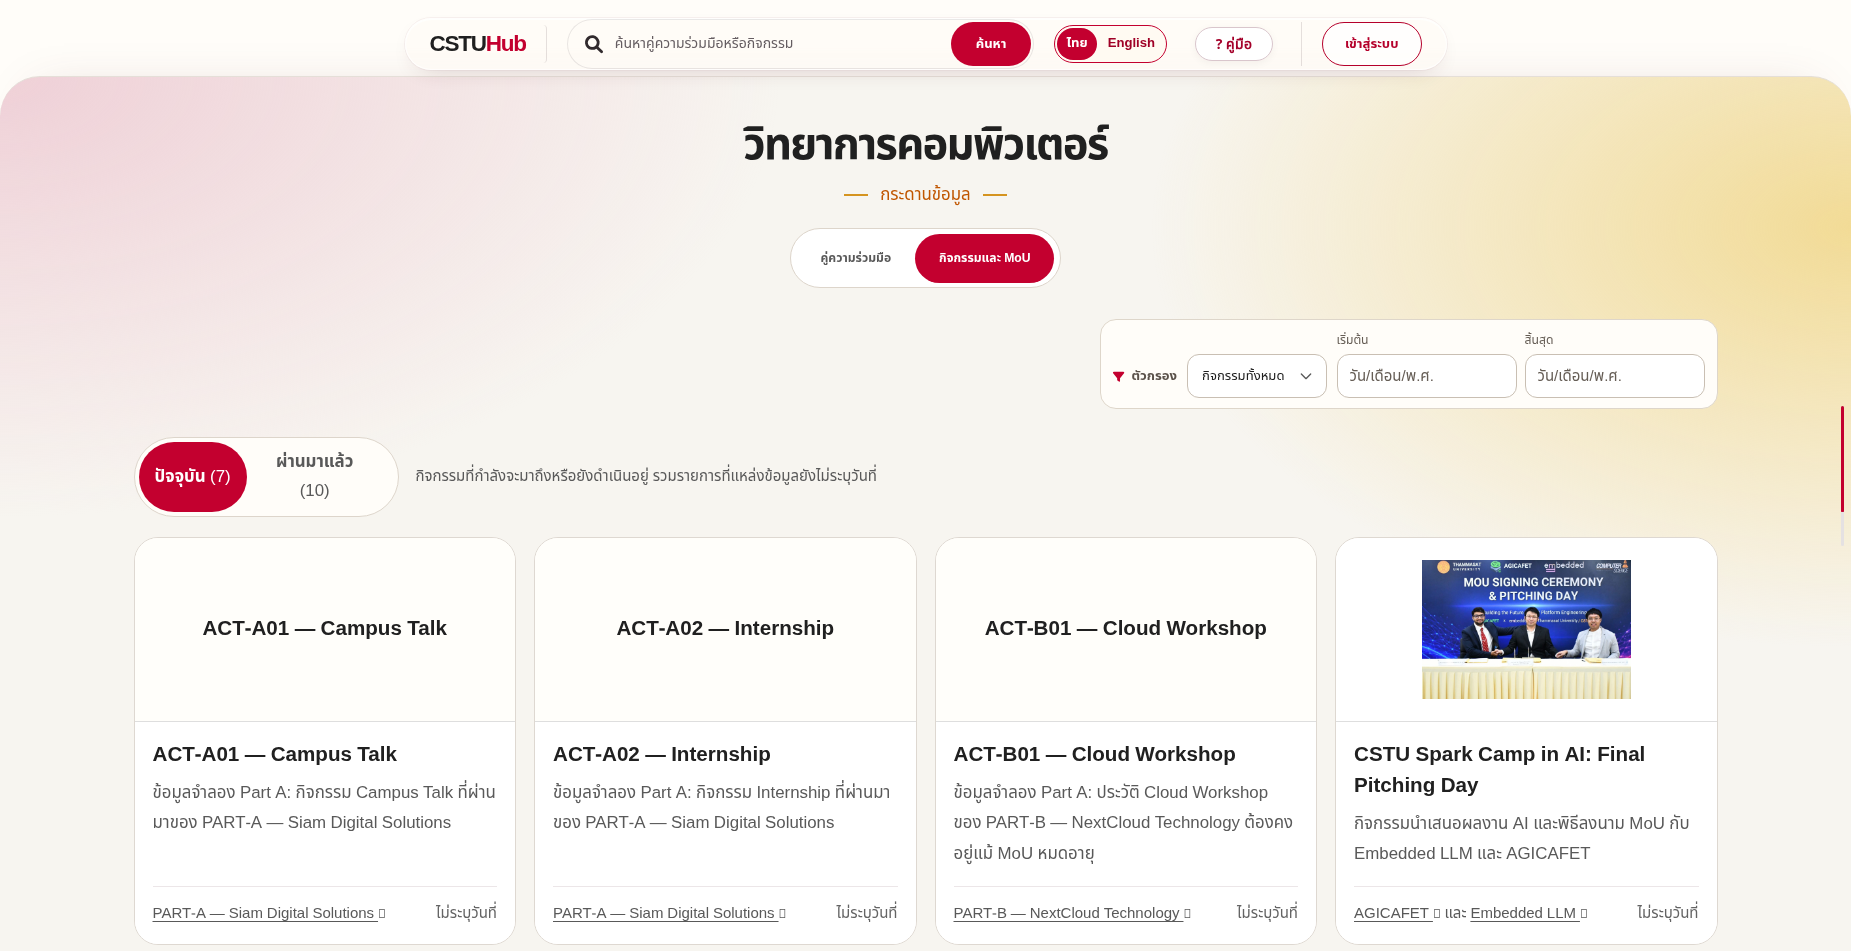 CSTUHub
ค้นหาคู่ความร่วมมือหรือกิจกรรม
ค้นหา
ไทย English
? คู่มือ
เข้าสู่ระบบ
วิทยาการคอมพิวเตอร์
กระดานข้อมูล
คู่ความร่วมมือ
กิจกรรมและ MoU
เริ่มต้น
สิ้นสุด
ตัวกรอง
กิจกรรมทั้งหมด
วัน/เดือน/พ.ศ.
วัน/เดือน/พ.ศ.
ปัจจุบัน (7)
ผ่านมาแล้ว
(10)
กิจกรรมที่กำลังจะมาถึงหรือยังดำเนินอยู่ รวมรายการที่แหล่งข้อมูลยังไม่ระบุวันที่
ACT-A01 — Campus Talk
ACT-A01 — Campus Talk
ข้อมูลจำลอง Part A: กิจกรรม Campus Talk ที่ผ่าน
มาของ PART-A — Siam Digital Solutions
PART-A — Siam Digital Solutions
ไม่ระบุวันที่
ACT-A02 — Internship
ACT-A02 — Internship
ข้อมูลจำลอง Part A: กิจกรรม Internship ที่ผ่านมา
ของ PART-A — Siam Digital Solutions
PART-A — Siam Digital Solutions
ไม่ระบุวันที่
ACT-B01 — Cloud Workshop
ACT-B01 — Cloud Workshop
ข้อมูลจำลอง Part A: ประวัติ Cloud Workshop
ของ PART-B — NextCloud Technology ต้องคง
อยู่แม้ MoU หมดอายุ
PART-B — NextCloud Technology
ไม่ระบุวันที่
THAMMASAT
UNIVERSITY
AGICAFET
embedded
COMPUTER
SCIENCE
MOU SIGNING CEREMONY
& PITCHING DAY
CSTU Spark Camp in AI: Final
Pitching Day
กิจกรรมนำเสนอผลงาน AI และพิธีลงนาม MoU กับ
Embedded LLM และ AGICAFET
AGICAFET และ Embedded LLM
ไม่ระบุวันที่